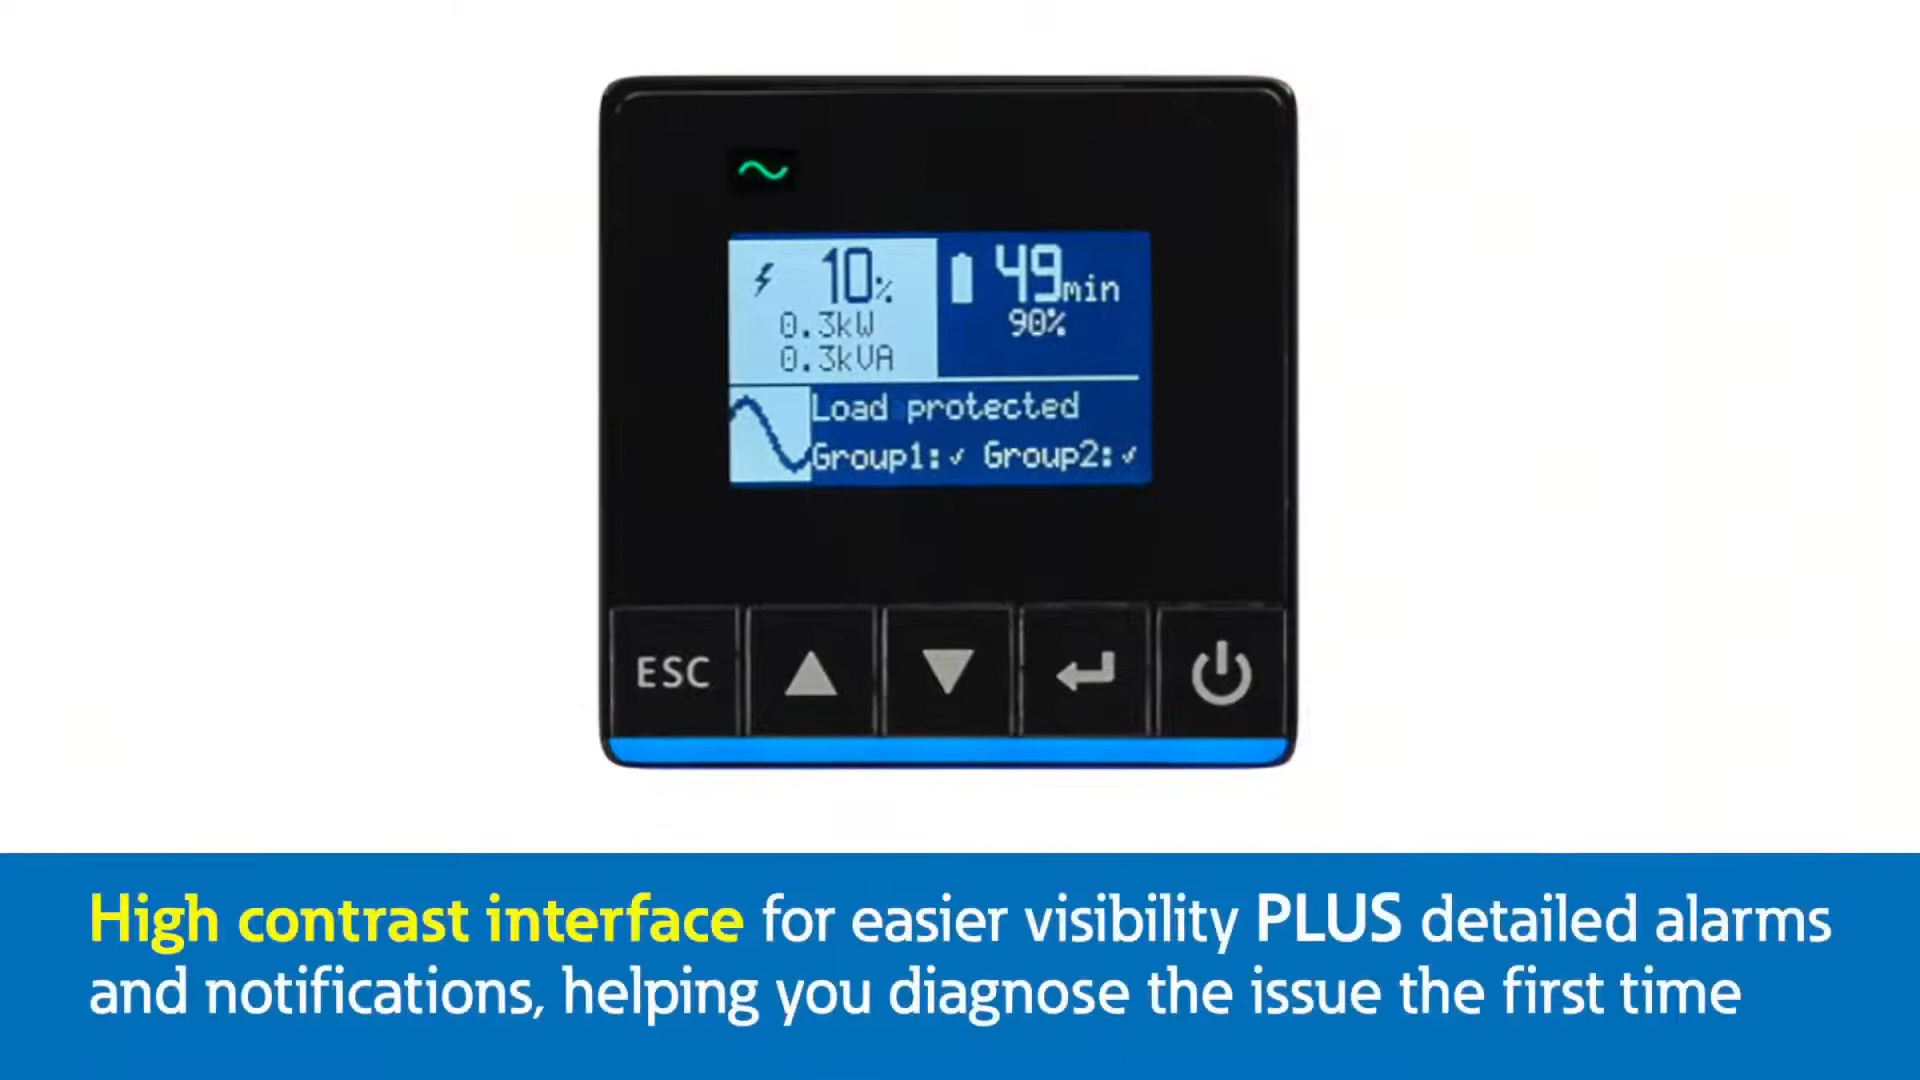 10%
0.3kW
0.3kVA
49min
90%
Load protected
Group1:✓ Group2:✓
ESC
High contrast interface for easier visibility PLUS detailed alarms
and notifications, helping you diagnose the issue the first time